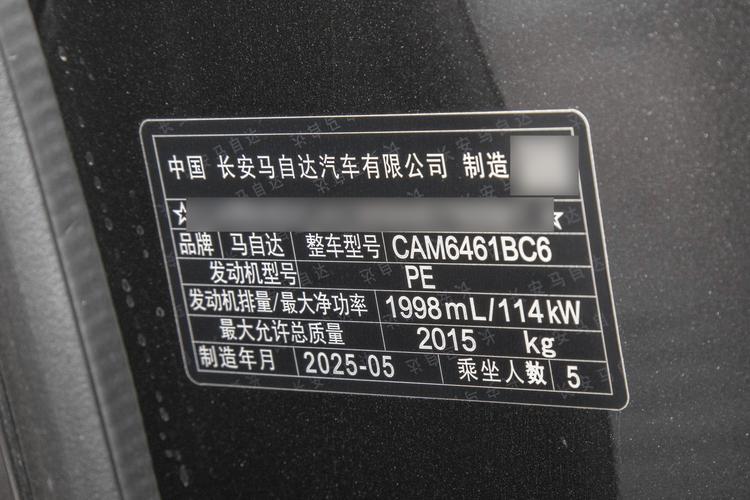 中国 长安马自达汽车有限公司 制造
☆ ☆
品牌 马自达 整车型号 CAM6461BC6
发动机型号 PE
发动机排量/最大净功率 1998mL/114kW
最大允许总质量 2015 kg
制造年月 2025-05 乘坐人数 5